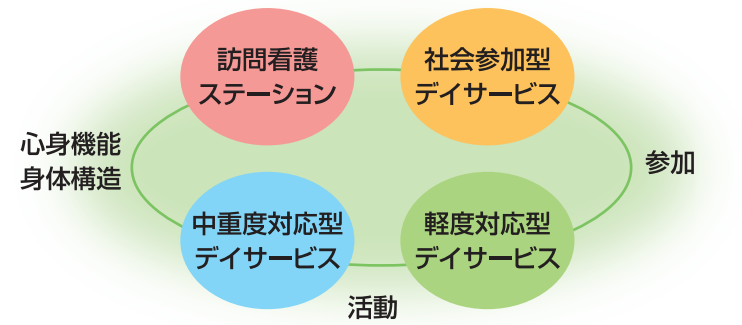 訪問看護
ステーション
社会参加型
デイサービス
心身機能
身体構造
参加
中重度対応型
デイサービス
軽度対応型
デイサービス
活動